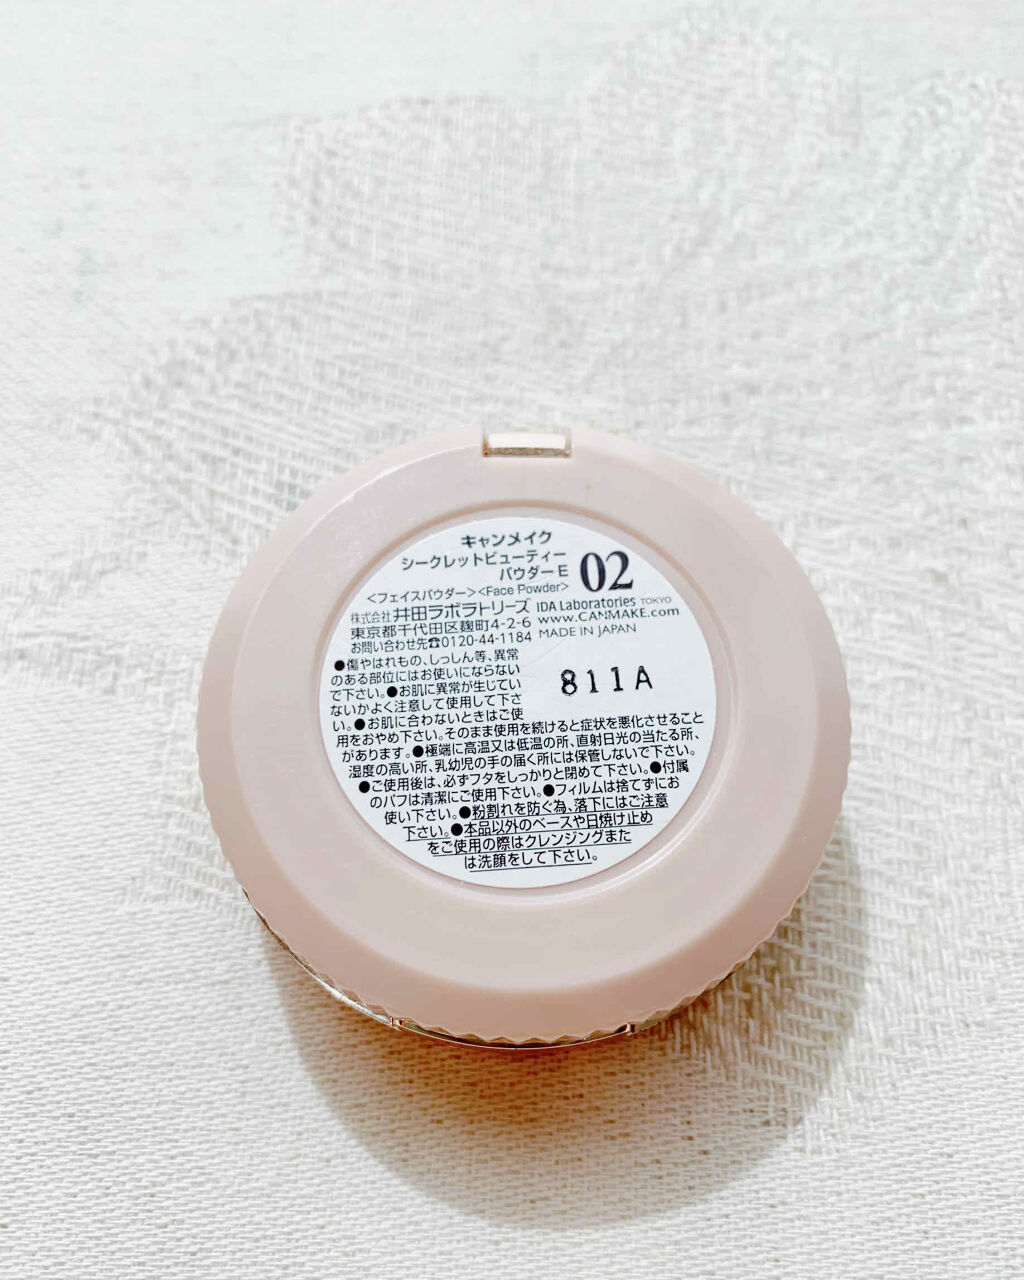 キャンメイク
シークレットビューティー
パウダーE
02
<フェイスパウダー><Face Powder>
株式会社井田ラボラトリーズ IDA Laboratories TOKYO
東京都千代田区麹町4-2-6 www.CANMAKE.com
お問い合わせ先☎0120-44-1184 MADE IN JAPAN
811A
●傷やはれもの、しっしん等、異常
のある部位にはお使いにならない
で下さい。●お肌に異常が生じてい
ないかよく注意して使用して下さ
い。●お肌に合わないときはご使
用をおやめ下さい。そのまま使用を続けると症状を悪化させること
があります。●極端に高温又は低温の所、直射日光の当たる所、
湿度の高い所、乳幼児の手の届く所には保管しないで下さい。
●ご使用後は、必ずフタをしっかりと閉めて下さい。●付属
のパフは清潔にご使用下さい。●フィルムは捨てずにお
使い下さい。●粉割れを防ぐ為、落下にはご注意
下さい。●本品以外のベースや日焼け止め
をご使用の際はクレンジングまた
は洗顔をして下さい。